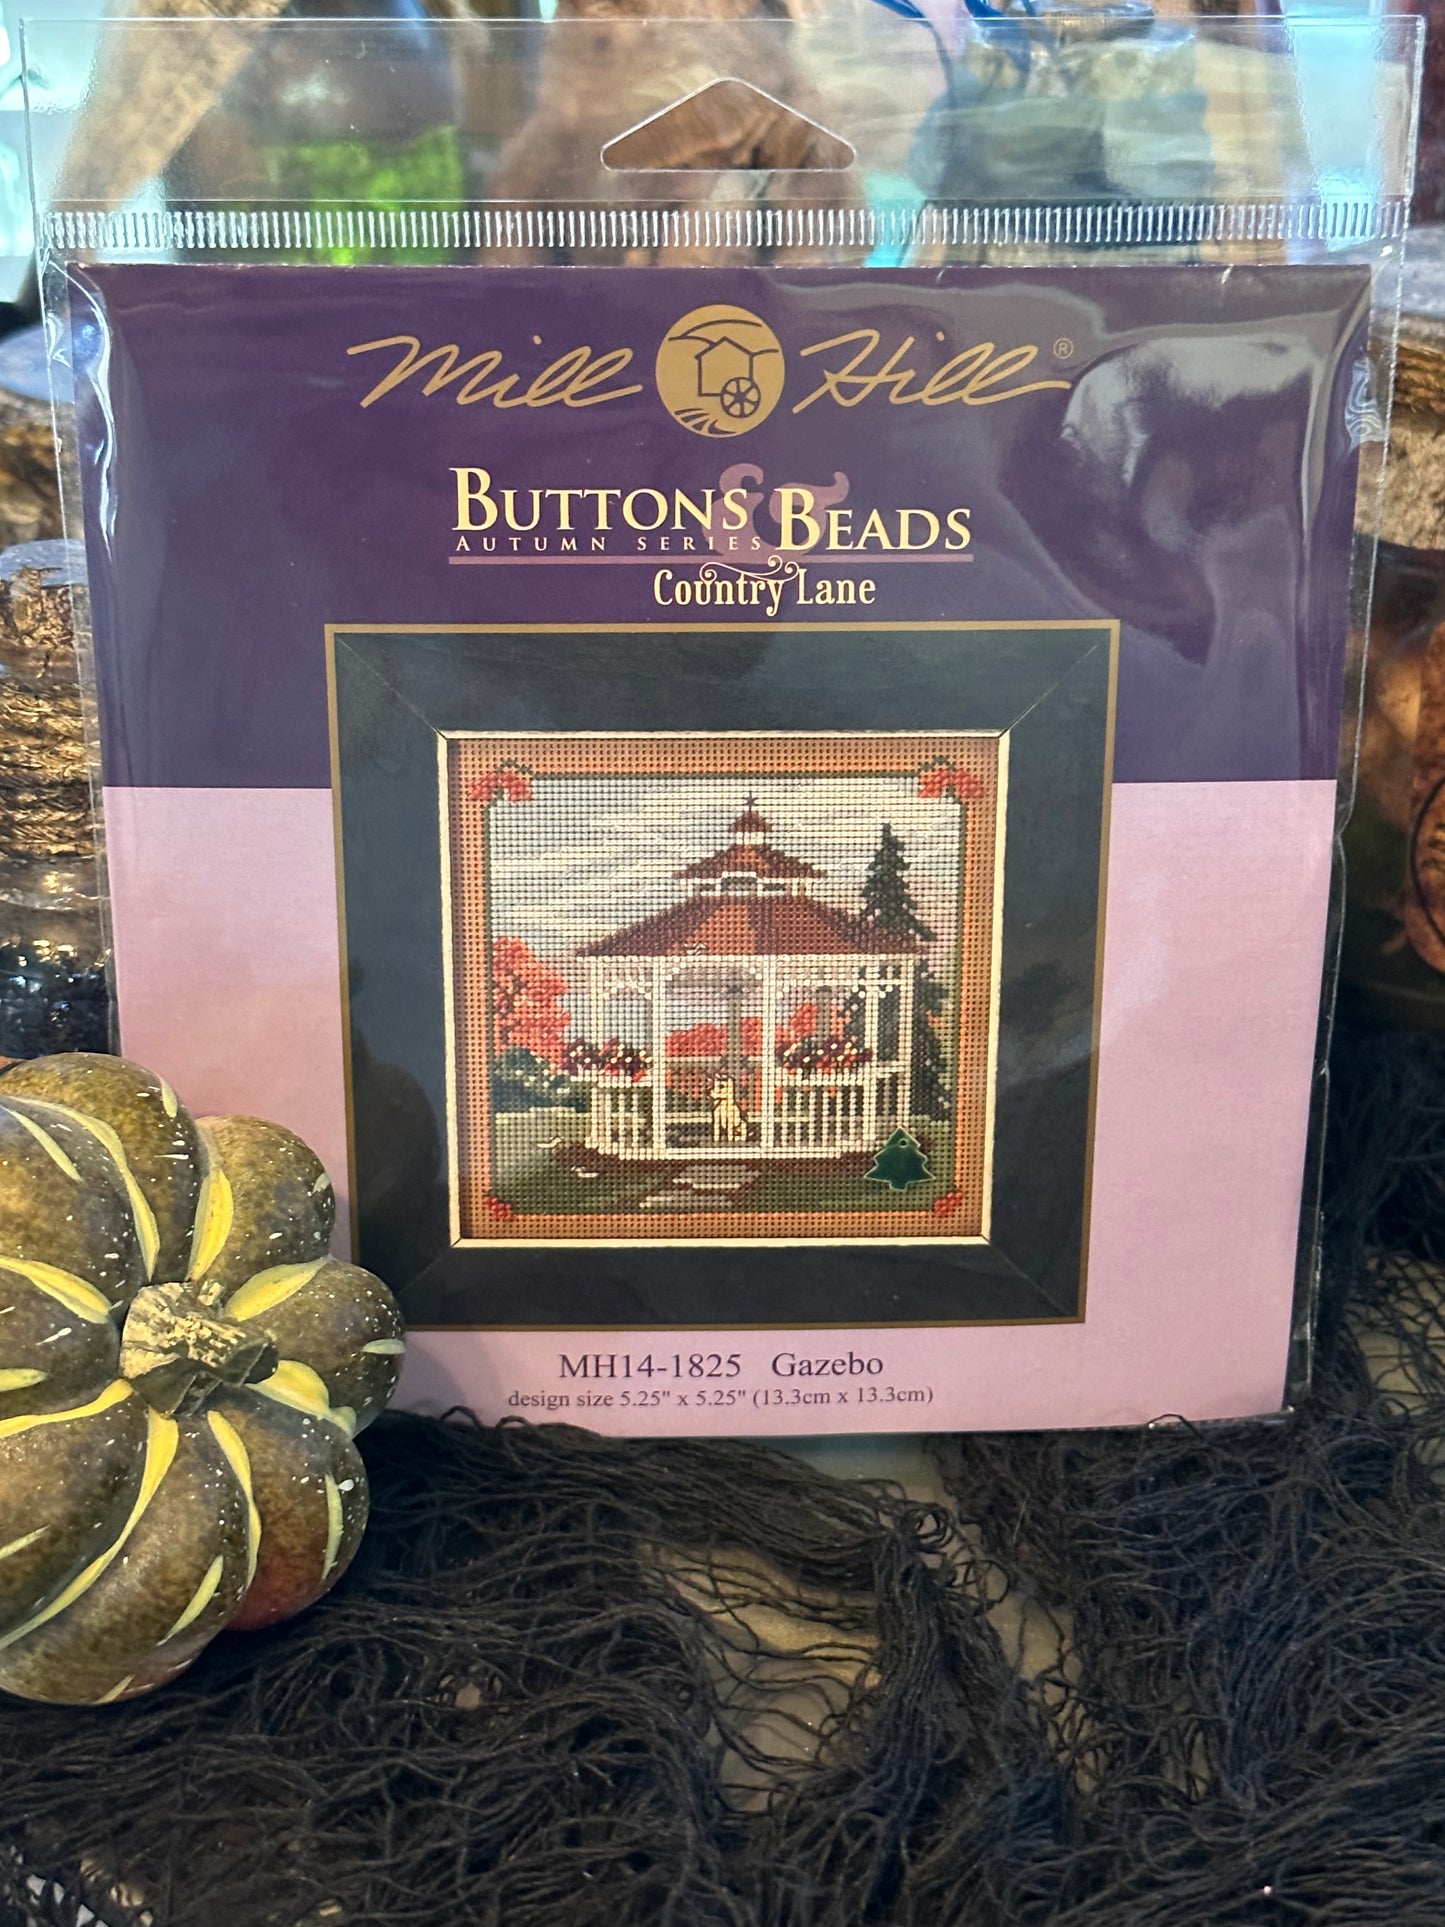 Mill Hill®
BUTTONS & BEADS
AUTUMN SERIES
Country Lane
MH14-1825 Gazebo
design size 5.25" x 5.25" (13.3cm x 13.3cm)